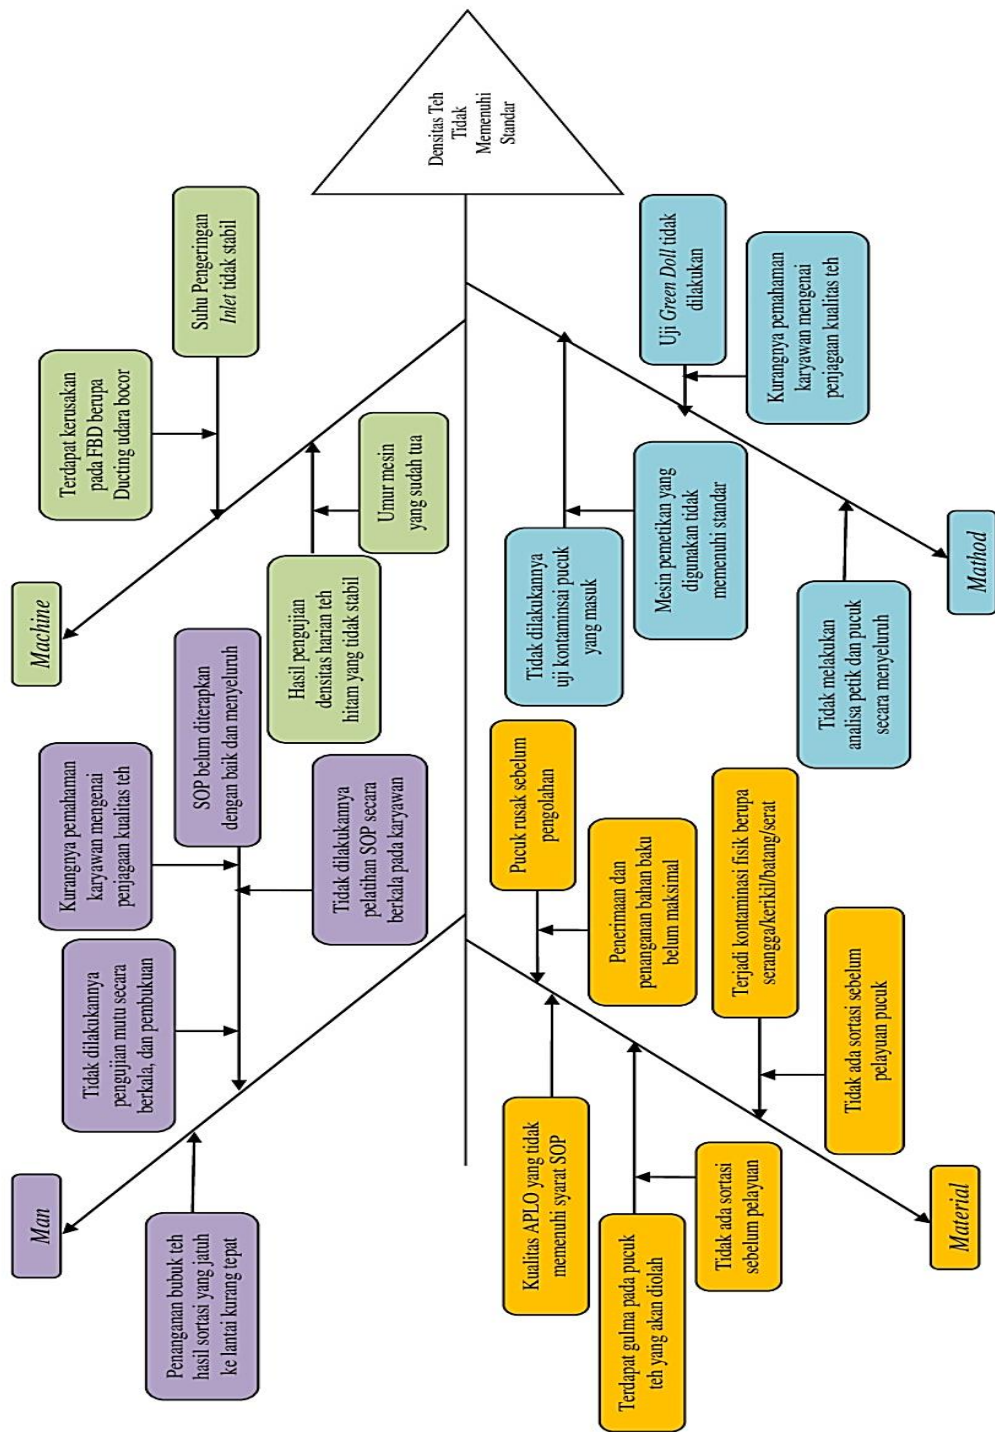 Man
Penanganan bubuk teh
hasil sortasi yang jatuh
ke lantai kurang tepat
Tidak dilakukannya
pengujian mutu secara
berkala, dan pembukuan
Kurangnya pemahaman
karyawan mengenai
penjagaan kualitas teh
SOP belum diterapkan
dengan baik dan menyeluruh
Tidak dilakukannya
pelatihan SOP secara
berkala pada karyawan
Machine
Terdapat kerusakan
pada FBD berupa
Ducting udara bocor
Suhu Pengeringan
Inlet tidak stabil
Hasil pengujian
densitas harian teh
hitam yang tidak stabil
Umur mesin
yang sudah tua
Densitas Teh
Tidak
Memenuhi
Standar
Kualitas APLO yang tidak
memenuhi syarat SOP
Terdapat gulma pada pucuk
teh yang akan diolah
Tidak ada sortasi
sebelum pelayuan
Pucuk rusak sebelum
pengolahan
Penerimaan dan
penanganan bahan baku
belum maksimal
Terjadi kontaminasi fisik berupa
serangga/kerikil/batang/serat
Tidak ada sortasi sebelum
pelayuan pucuk
Material
Tidak dilakukannya
uji kontaminsai pucuk
yang masuk
Mesin pemetikan yang
digunakan tidak
memenuhi standar
Uji Green Doll tidak
dilakukan
Kurangnya pemahaman
karyawan mengenai
penjagaan kualitas teh
Tidak melakukan
analisa petik dan pucuk
secara menyeluruh
Mathod